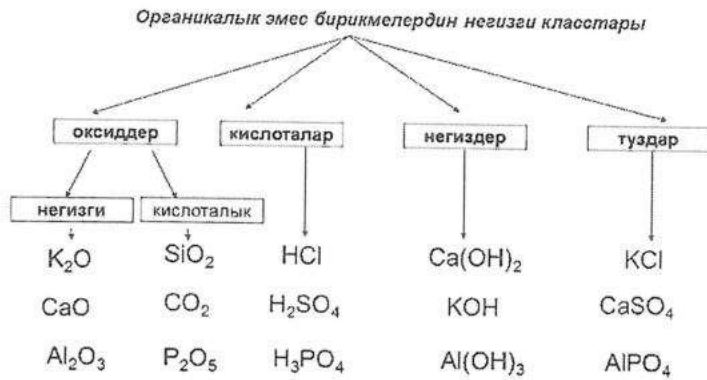 Органикалык эмес бирикмелердин негизги класстары
оксиддер кислоталар негиздер туздар
негизги кислоталык
K₂O SiO₂ HCl Ca(OH)₂ KCl
CaO CO₂ H₂SO₄ KOH CaSO₄
Al₂O₃ P₂O₅ H₃PO₄ Al(OH)₃ AlPO₄